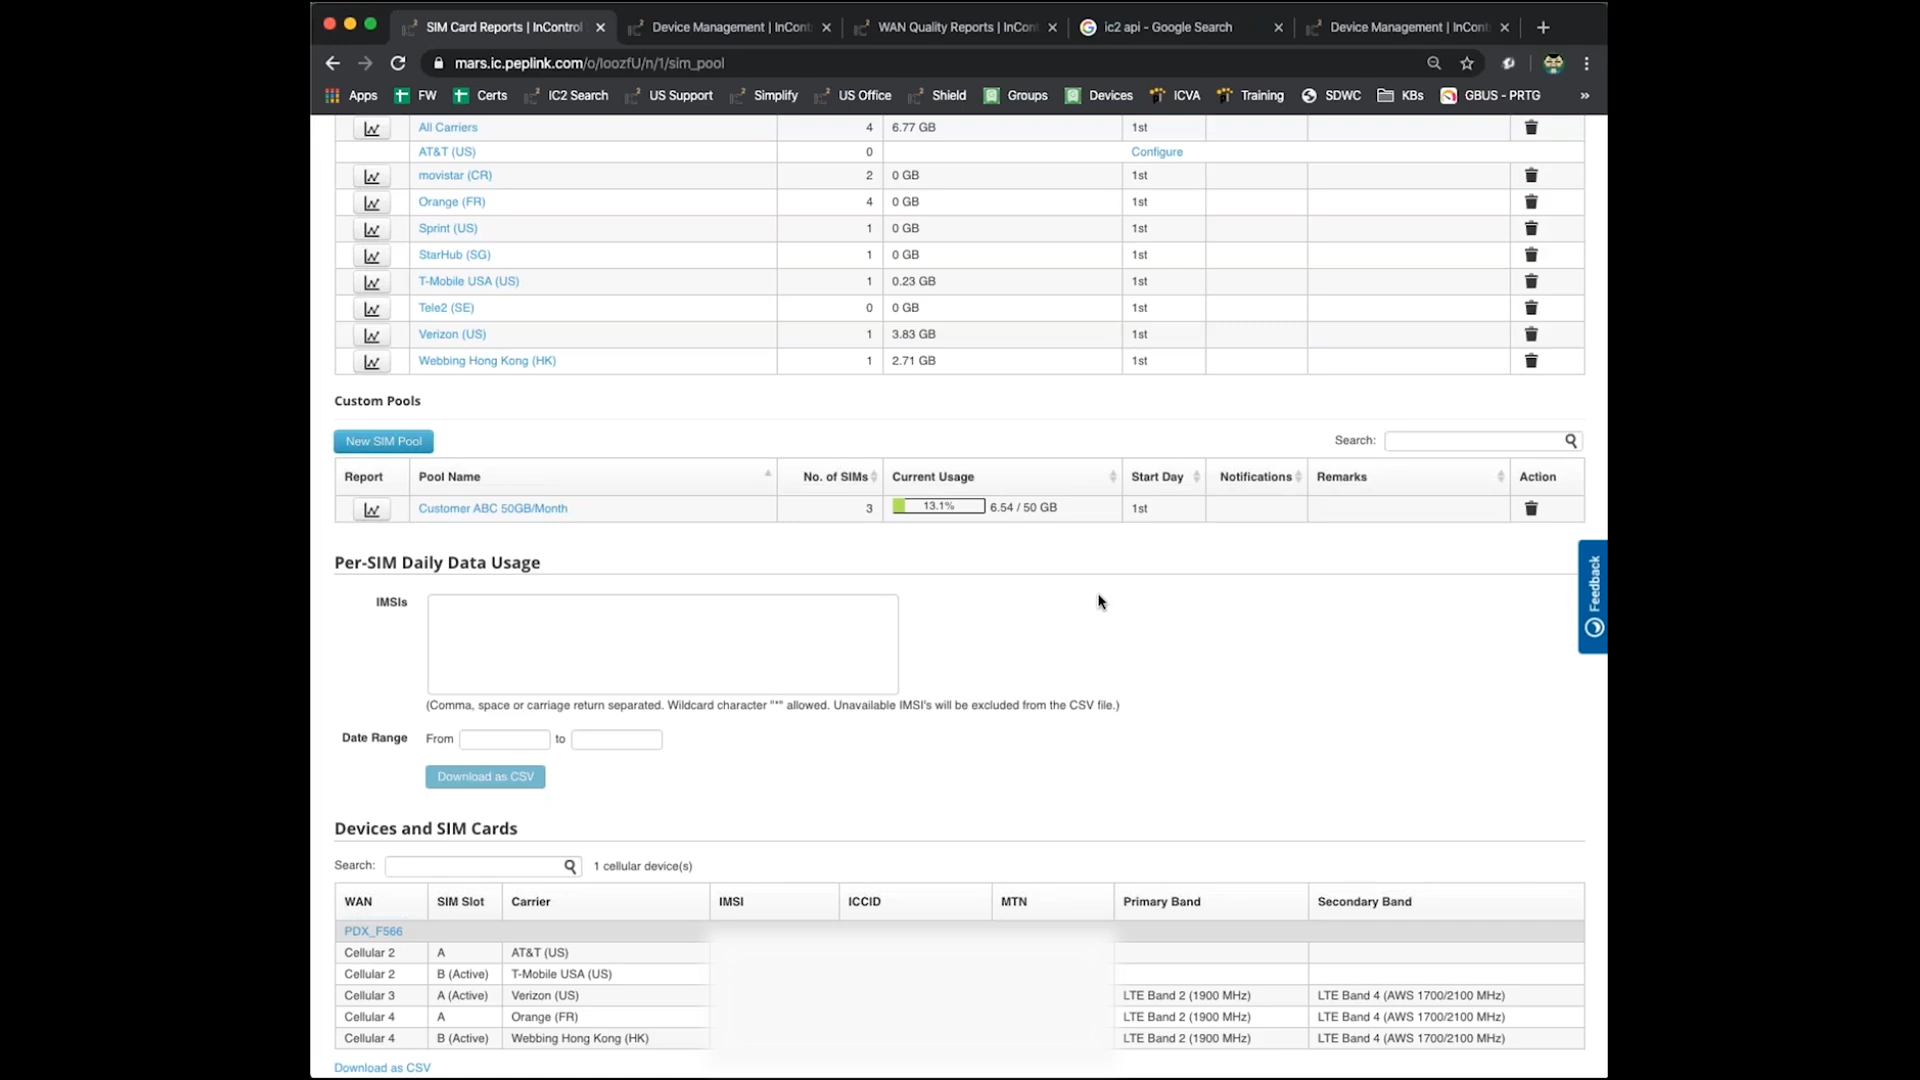 SIM Card Reports | InControl
Device Management | InCont
WAN Quality Reports | InCont
ic2 api - Google Search
Device Management | InCont
mars.ic.peplink.com/o/IoozfU/n/1/sim_pool
Apps FW Certs IC2 Search US Support Simplify US Office Shield Groups Devices ICVA Training SDWC KBs GBUS - PRTG »
All Carriers 4 6.77 GB 1st
AT&T (US) 0 Configure
movistar (CR) 2 0 GB 1st
Orange (FR) 4 0 GB 1st
Sprint (US) 1 0 GB 1st
StarHub (SG) 1 0 GB 1st
T-Mobile USA (US) 1 0.23 GB 1st
Tele2 (SE) 0 0 GB 1st
Verizon (US) 1 3.83 GB 1st
Webbing Hong Kong (HK) 1 2.71 GB 1st
Custom Pools
New SIM Pool Search:
Report Pool Name No. of SIMs Current Usage Start Day Notifications Remarks Action
Customer ABC 50GB/Month 3 13.1% 6.54 / 50 GB 1st
Feedback
Per-SIM Daily Data Usage
IMSIs
(Comma, space or carriage return separated. Wildcard character "*" allowed. Unavailable IMSI's will be excluded from the CSV file.)
Date Range From to
Download as CSV
Devices and SIM Cards
Search: 1 cellular device(s)
WAN SIM Slot Carrier IMSI ICCID MTN Primary Band Secondary Band
PDX_F566
Cellular 2 A AT&T (US)
Cellular 2 B (Active) T-Mobile USA (US)
Cellular 3 A (Active) Verizon (US) LTE Band 2 (1900 MHz) LTE Band 4 (AWS 1700/2100 MHz)
Cellular 4 A Orange (FR) LTE Band 2 (1900 MHz) LTE Band 4 (AWS 1700/2100 MHz)
Cellular 4 B (Active) Webbing Hong Kong (HK) LTE Band 2 (1900 MHz) LTE Band 4 (AWS 1700/2100 MHz)
Download as CSV